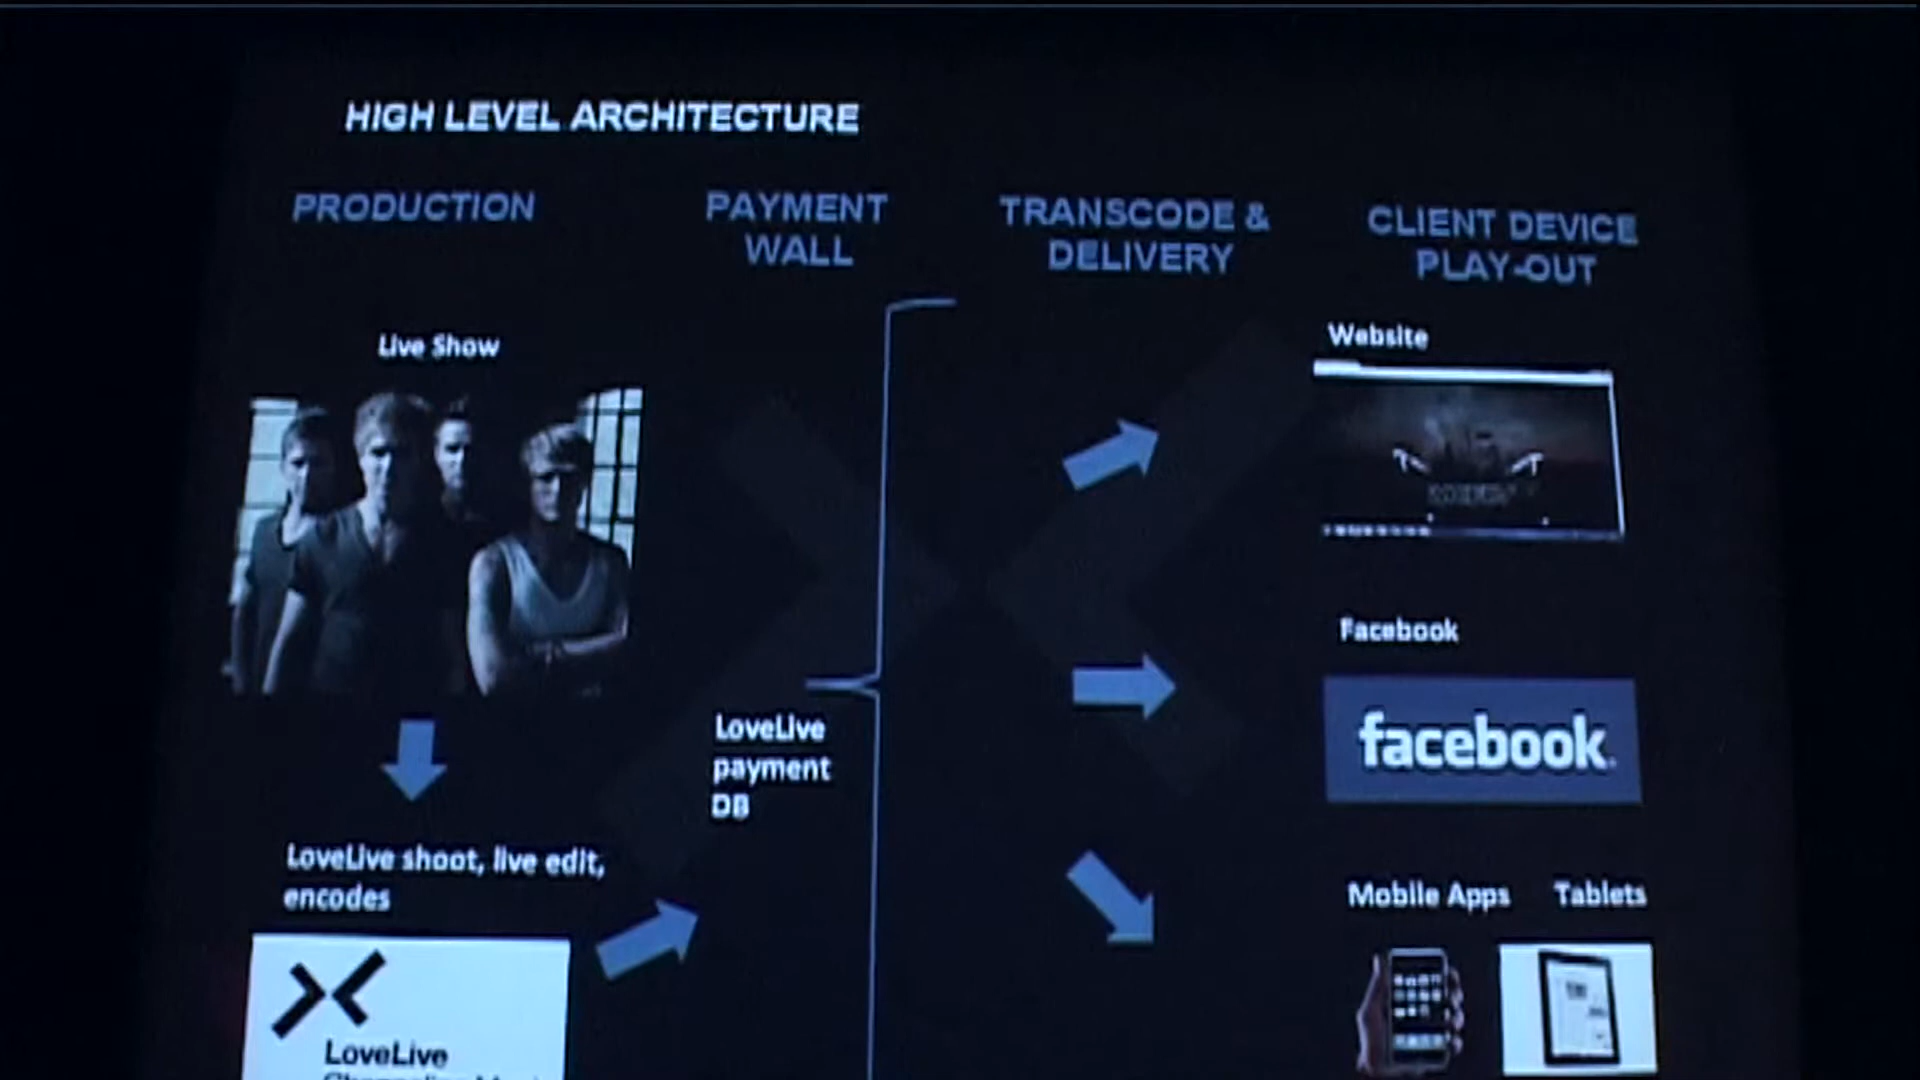 HIGH LEVEL ARCHITECTURE
PRODUCTION
PAYMENT
WALL
TRANSCODE &
DELIVERY
CLIENT DEVICE
PLAY-OUT
Live Show
Website
Facebook
facebook.
LoveLive
payment
DB
LoveLive shoot, live edit,
encodes
Mobile Apps
Tablets
LoveLive